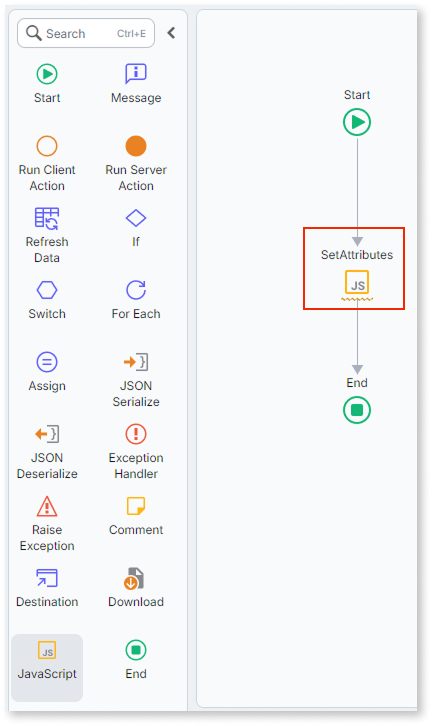 Search
Ctrl+E
Start
Message
Run Client
Action
Run Server
Action
Refresh
Data
If
Switch
For Each
Assign
JSON
Serialize
JSON
Deserialize
Exception
Handler
Raise
Exception
Comment
Destination
Download
JS
JavaScript
End
Start
SetAttributes
JS
End